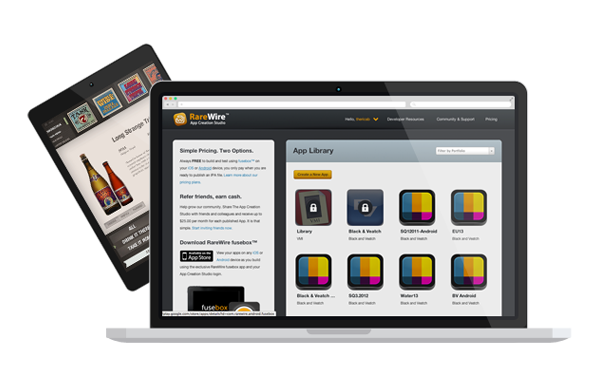 Long Strange Tr
ALL
DRINK IT THERE
TAKE IT HOME
RareWire™
App Creation Studio
Hello,
Developer Resources
Community & Support
Pricing
Simple Pricing. Two Options.
Always FREE to build and test using fusebox™ on
your iOS or Android device, you only pay when you are
ready to publish an IPA file. Learn more about our
pricing plans.
Refer friends, earn cash.
Help grow our community. Share The App Creation
Studio with friends and colleagues and receive up to
$25.00 per month for each published App. It is that
simple. Start inviting friends now.
Download RareWire fusebox™
App Store
View your apps on any iOS or
Android device as you build
using the exclusive RareWire fusebox app and your
App Creation Studio login.
fusebox
App Library
Filter by Portfolio
Create a New App
Library
Black & Veatch
Black and Veatch
SQ12011-Android
Black and Veatch
EU13
Black and Veatch
Black & Veatch ...
Black and Veatch
SQ3.2012
Black and Veatch
Water13
Black and Veatch
BV Android
Black and Veatch